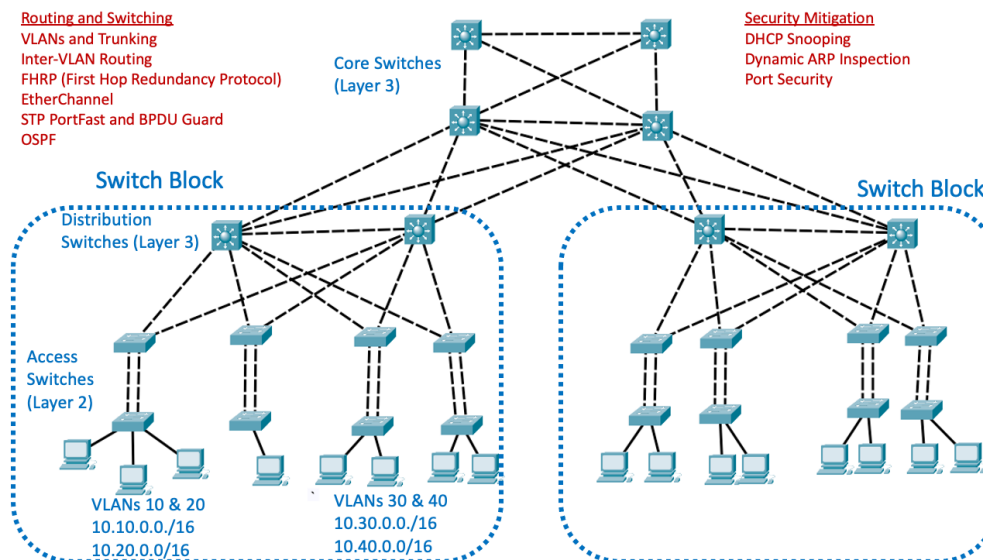 Routing and Switching
VLANs and Trunking
Inter-VLAN Routing
FHRP (First Hop Redundancy Protocol)
EtherChannel
STP PortFast and BPDU Guard
OSPF
Core Switches
(Layer 3)
Security Mitigation
DHCP Snooping
Dynamic ARP Inspection
Port Security
Switch Block
Switch Block
Distribution
Switches (Layer 3)
Access
Switches
(Layer 2)
VLANs 10 & 20
10.10.0.0./16
10.20.0.0/16
VLANs 30 & 40
10.30.0.0./16
10.40.0.0/16